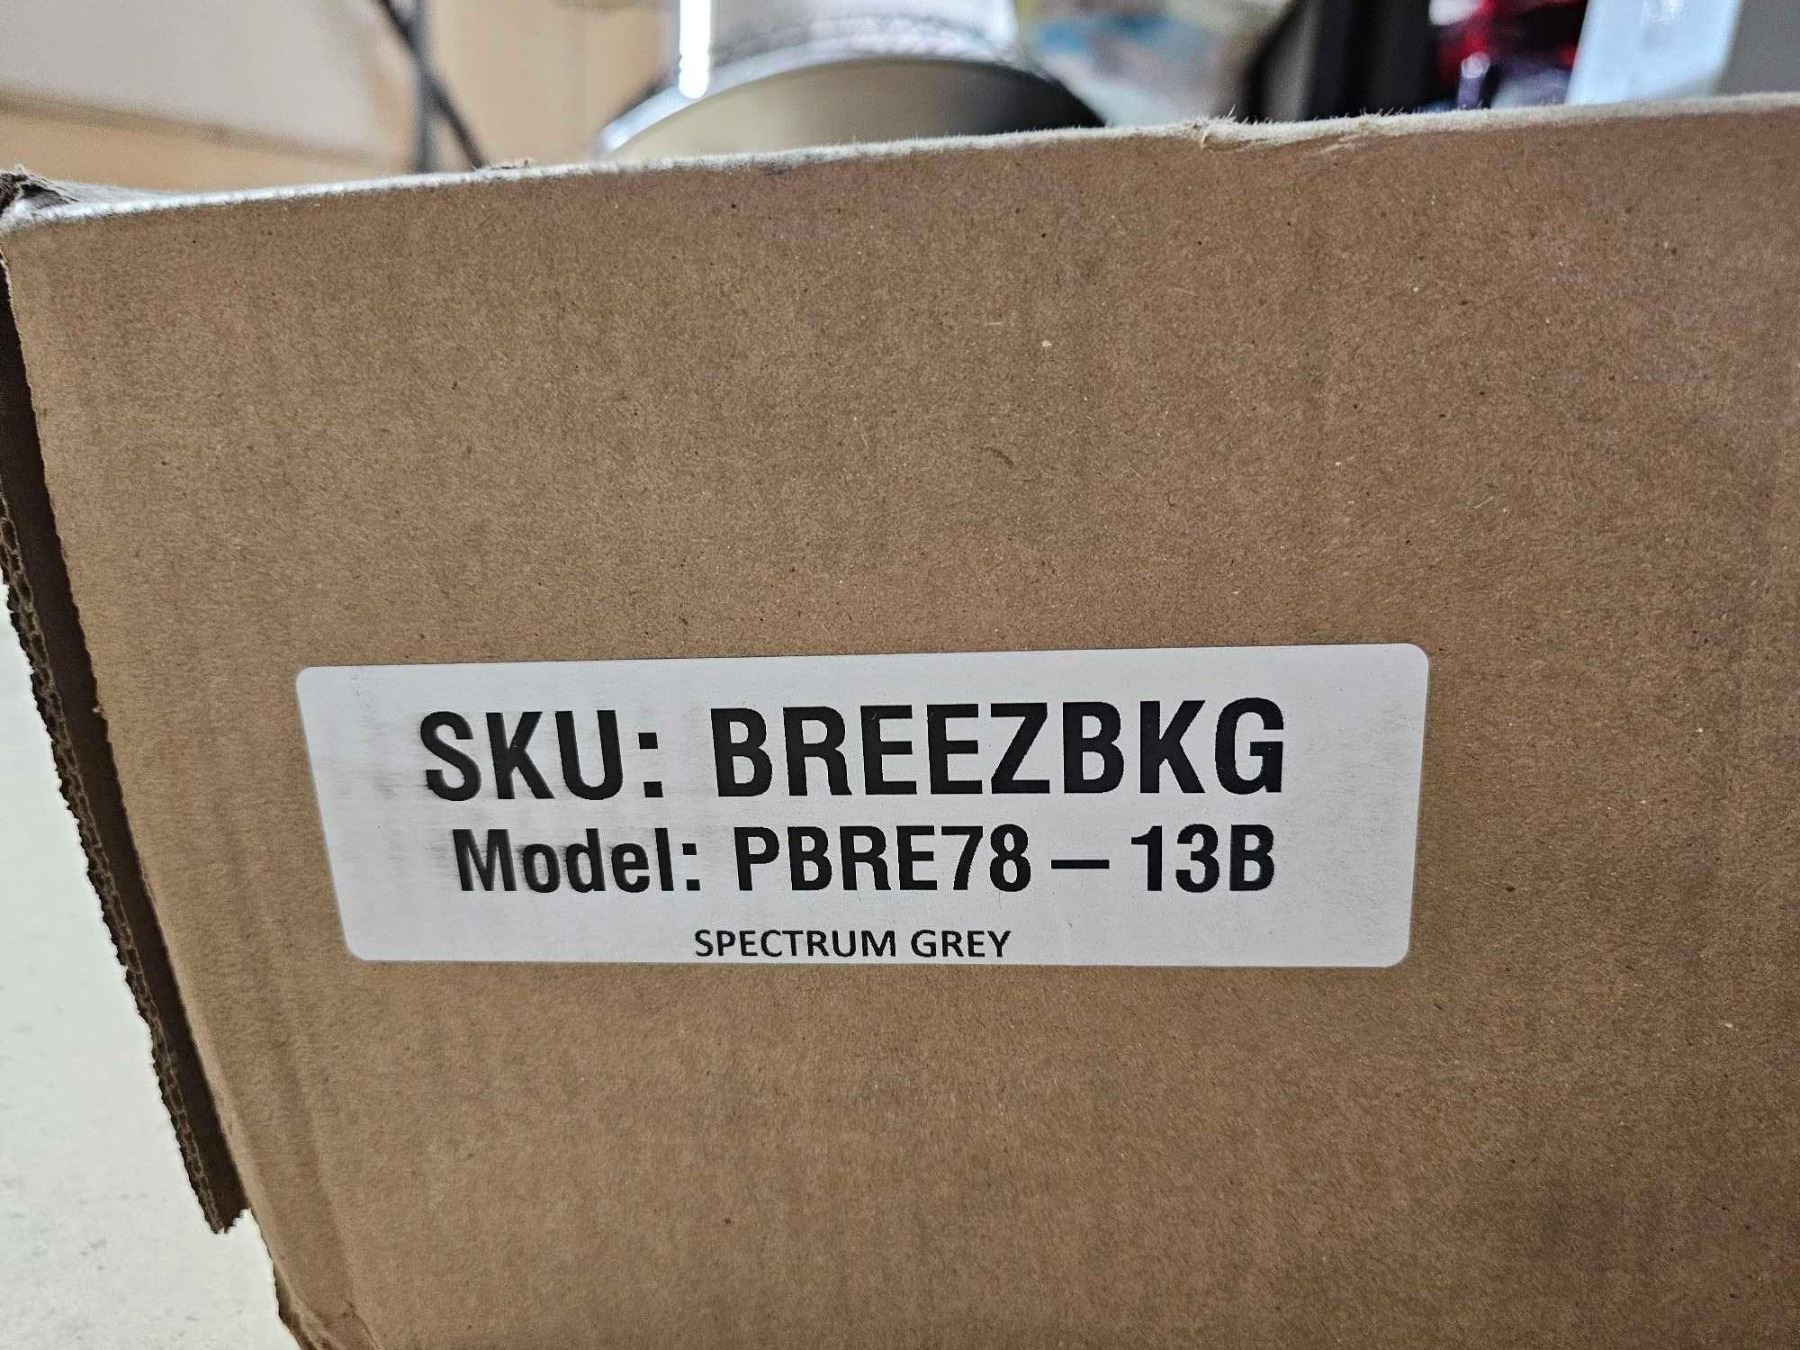 SKU: BREEZBKG
Model: PBRE78—13B
SPECTRUM GREY